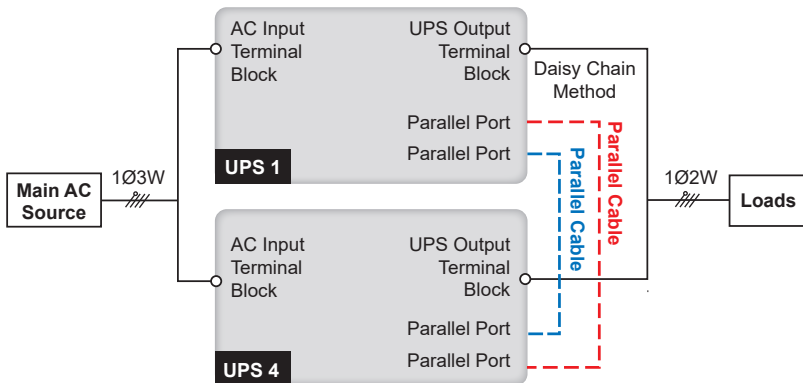 AC Input
Terminal
Block
UPS Output
Terminal
Block
Daisy Chain
Method
Parallel Port
Parallel Port
UPS 1
Parallel Cable
Parallel Cable
Main AC
Source
1Ø3W
1Ø2W
Loads
AC Input
Terminal
Block
UPS Output
Terminal
Block
Parallel Port
Parallel Port
UPS 4